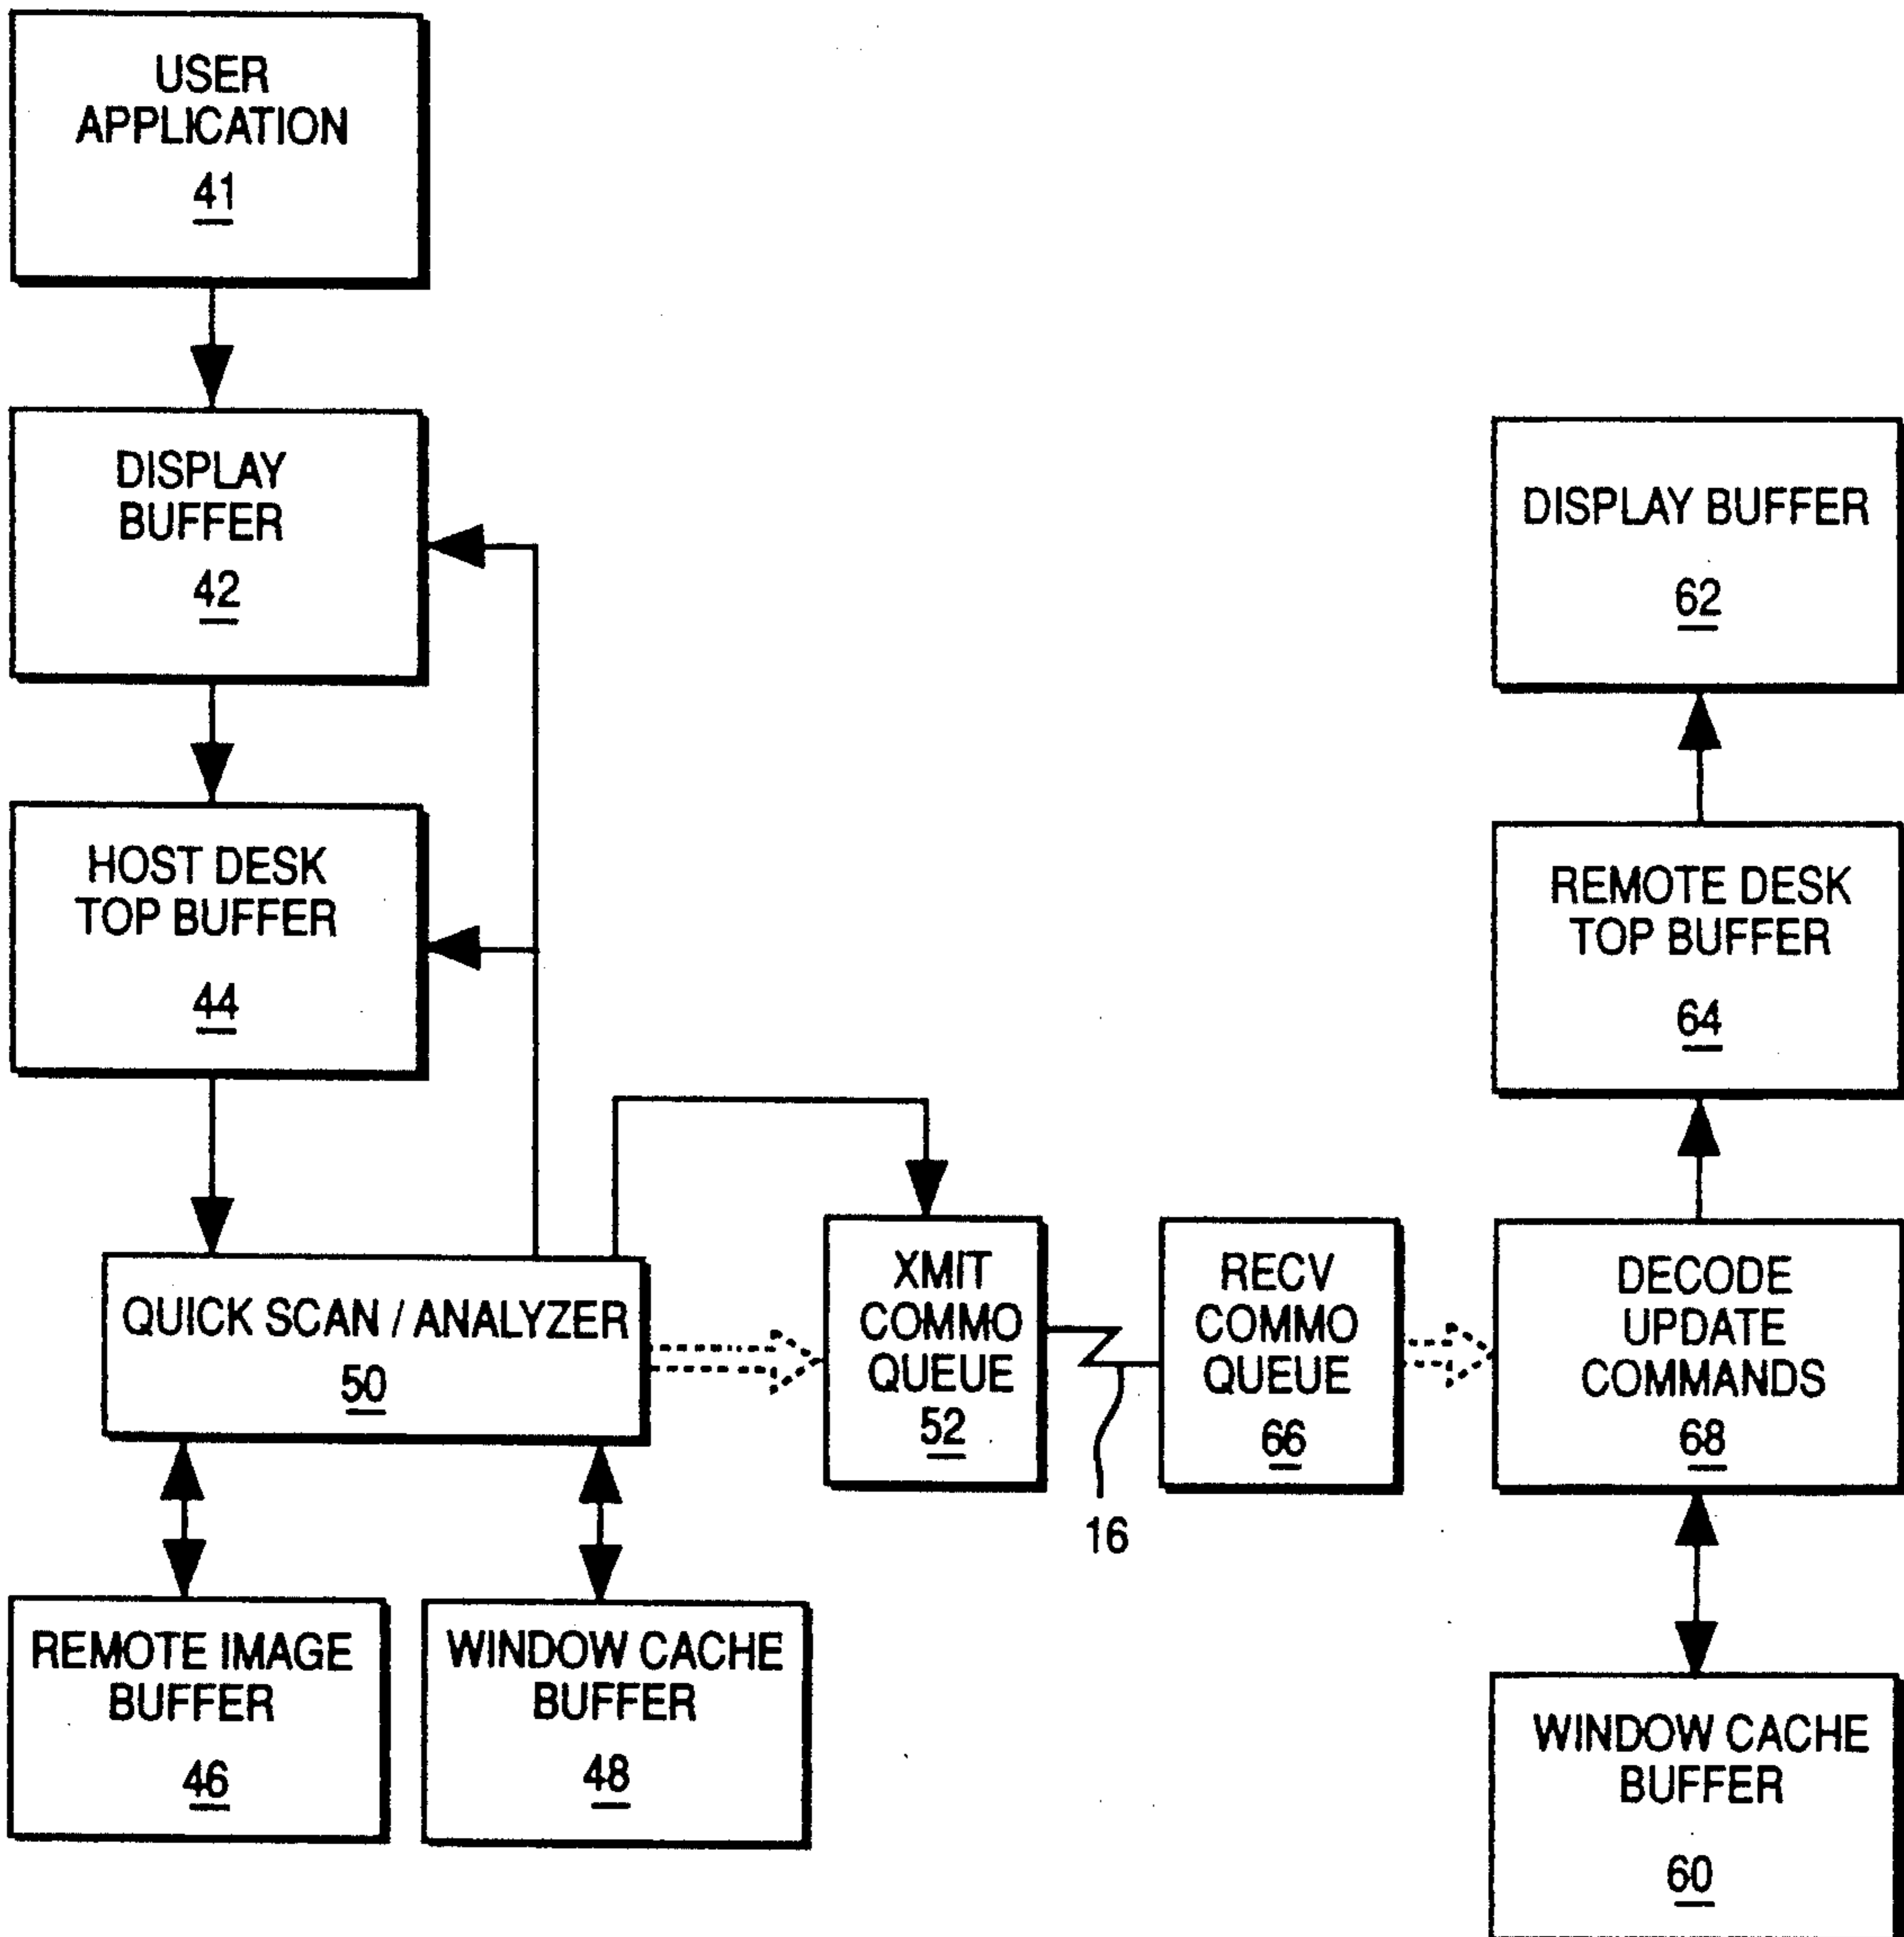 USER
APPLICATION
41
DISPLAY
BUFFER
42
HOST DESK
TOP BUFFER
44
QUICK SCAN / ANALYZER
50
REMOTE IMAGE
BUFFER
46
WINDOW CACHE
BUFFER
48
XMIT
COMMO
QUEUE
52
16
RECV
COMMO
QUEUE
66
DISPLAY BUFFER
62
REMOTE DESK
TOP BUFFER
64
DECODE
UPDATE
COMMANDS
68
WINDOW CACHE
BUFFER
60